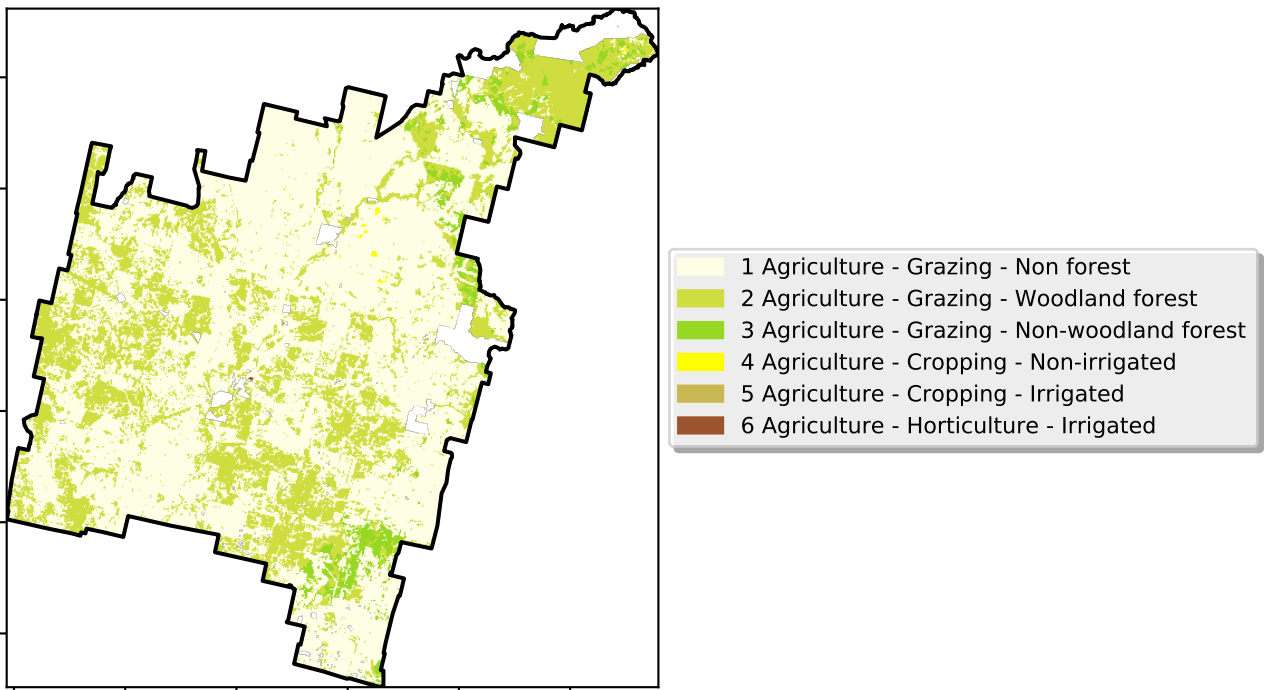 1 Agriculture - Grazing - Non forest
2 Agriculture - Grazing - Woodland forest
3 Agriculture - Grazing - Non-woodland forest
4 Agriculture - Cropping - Non-irrigated
5 Agriculture - Cropping - Irrigated
6 Agriculture - Horticulture - Irrigated